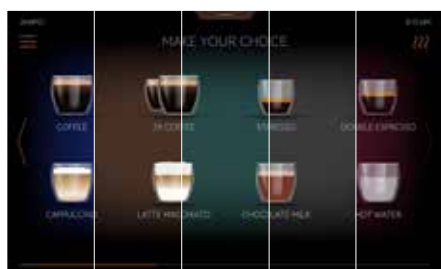 MAKE YOUR CHOICE
COFFEE
2X COFFEE
ESPRESSO
DOUBLE ESPRESSO
CAPPUCCINO
LATTE MACCHIATO
CHOCOLATE MILK
HOT WATER